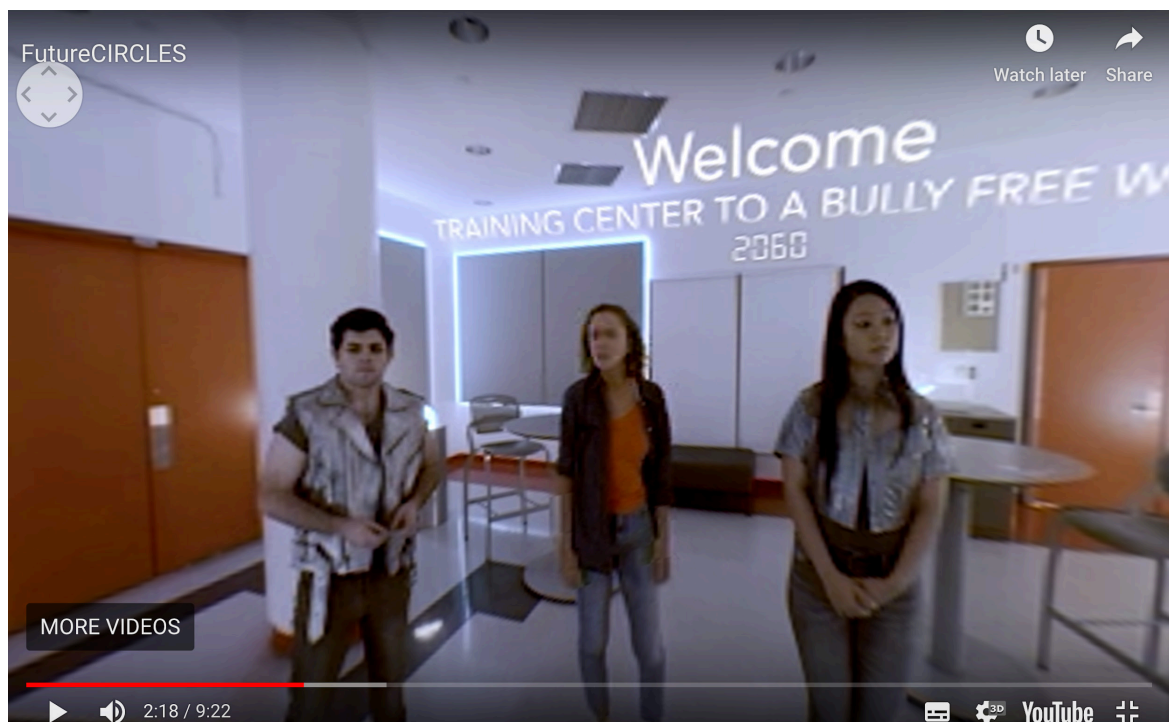 FutureCIRCLES
Watch later
Share
Welcome
TRAINING CENTER TO A BULLY FREE
2060
MORE VIDEOS
2:18 / 9:22
3D
YouTube